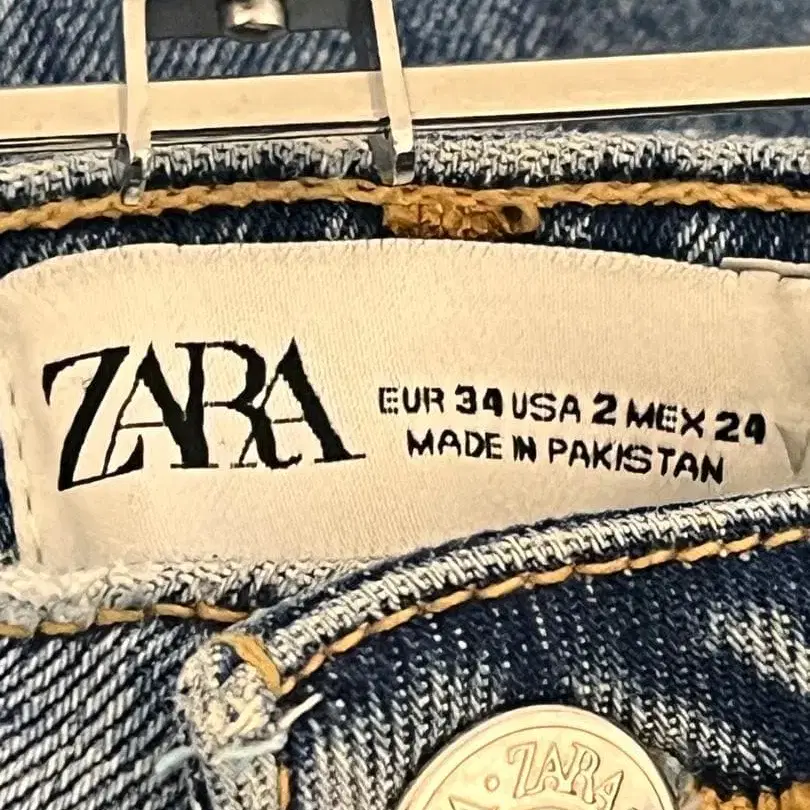 ZARA
EUR 34 USA 2 MEX 24
MADE IN PAKISTAN
ZARA